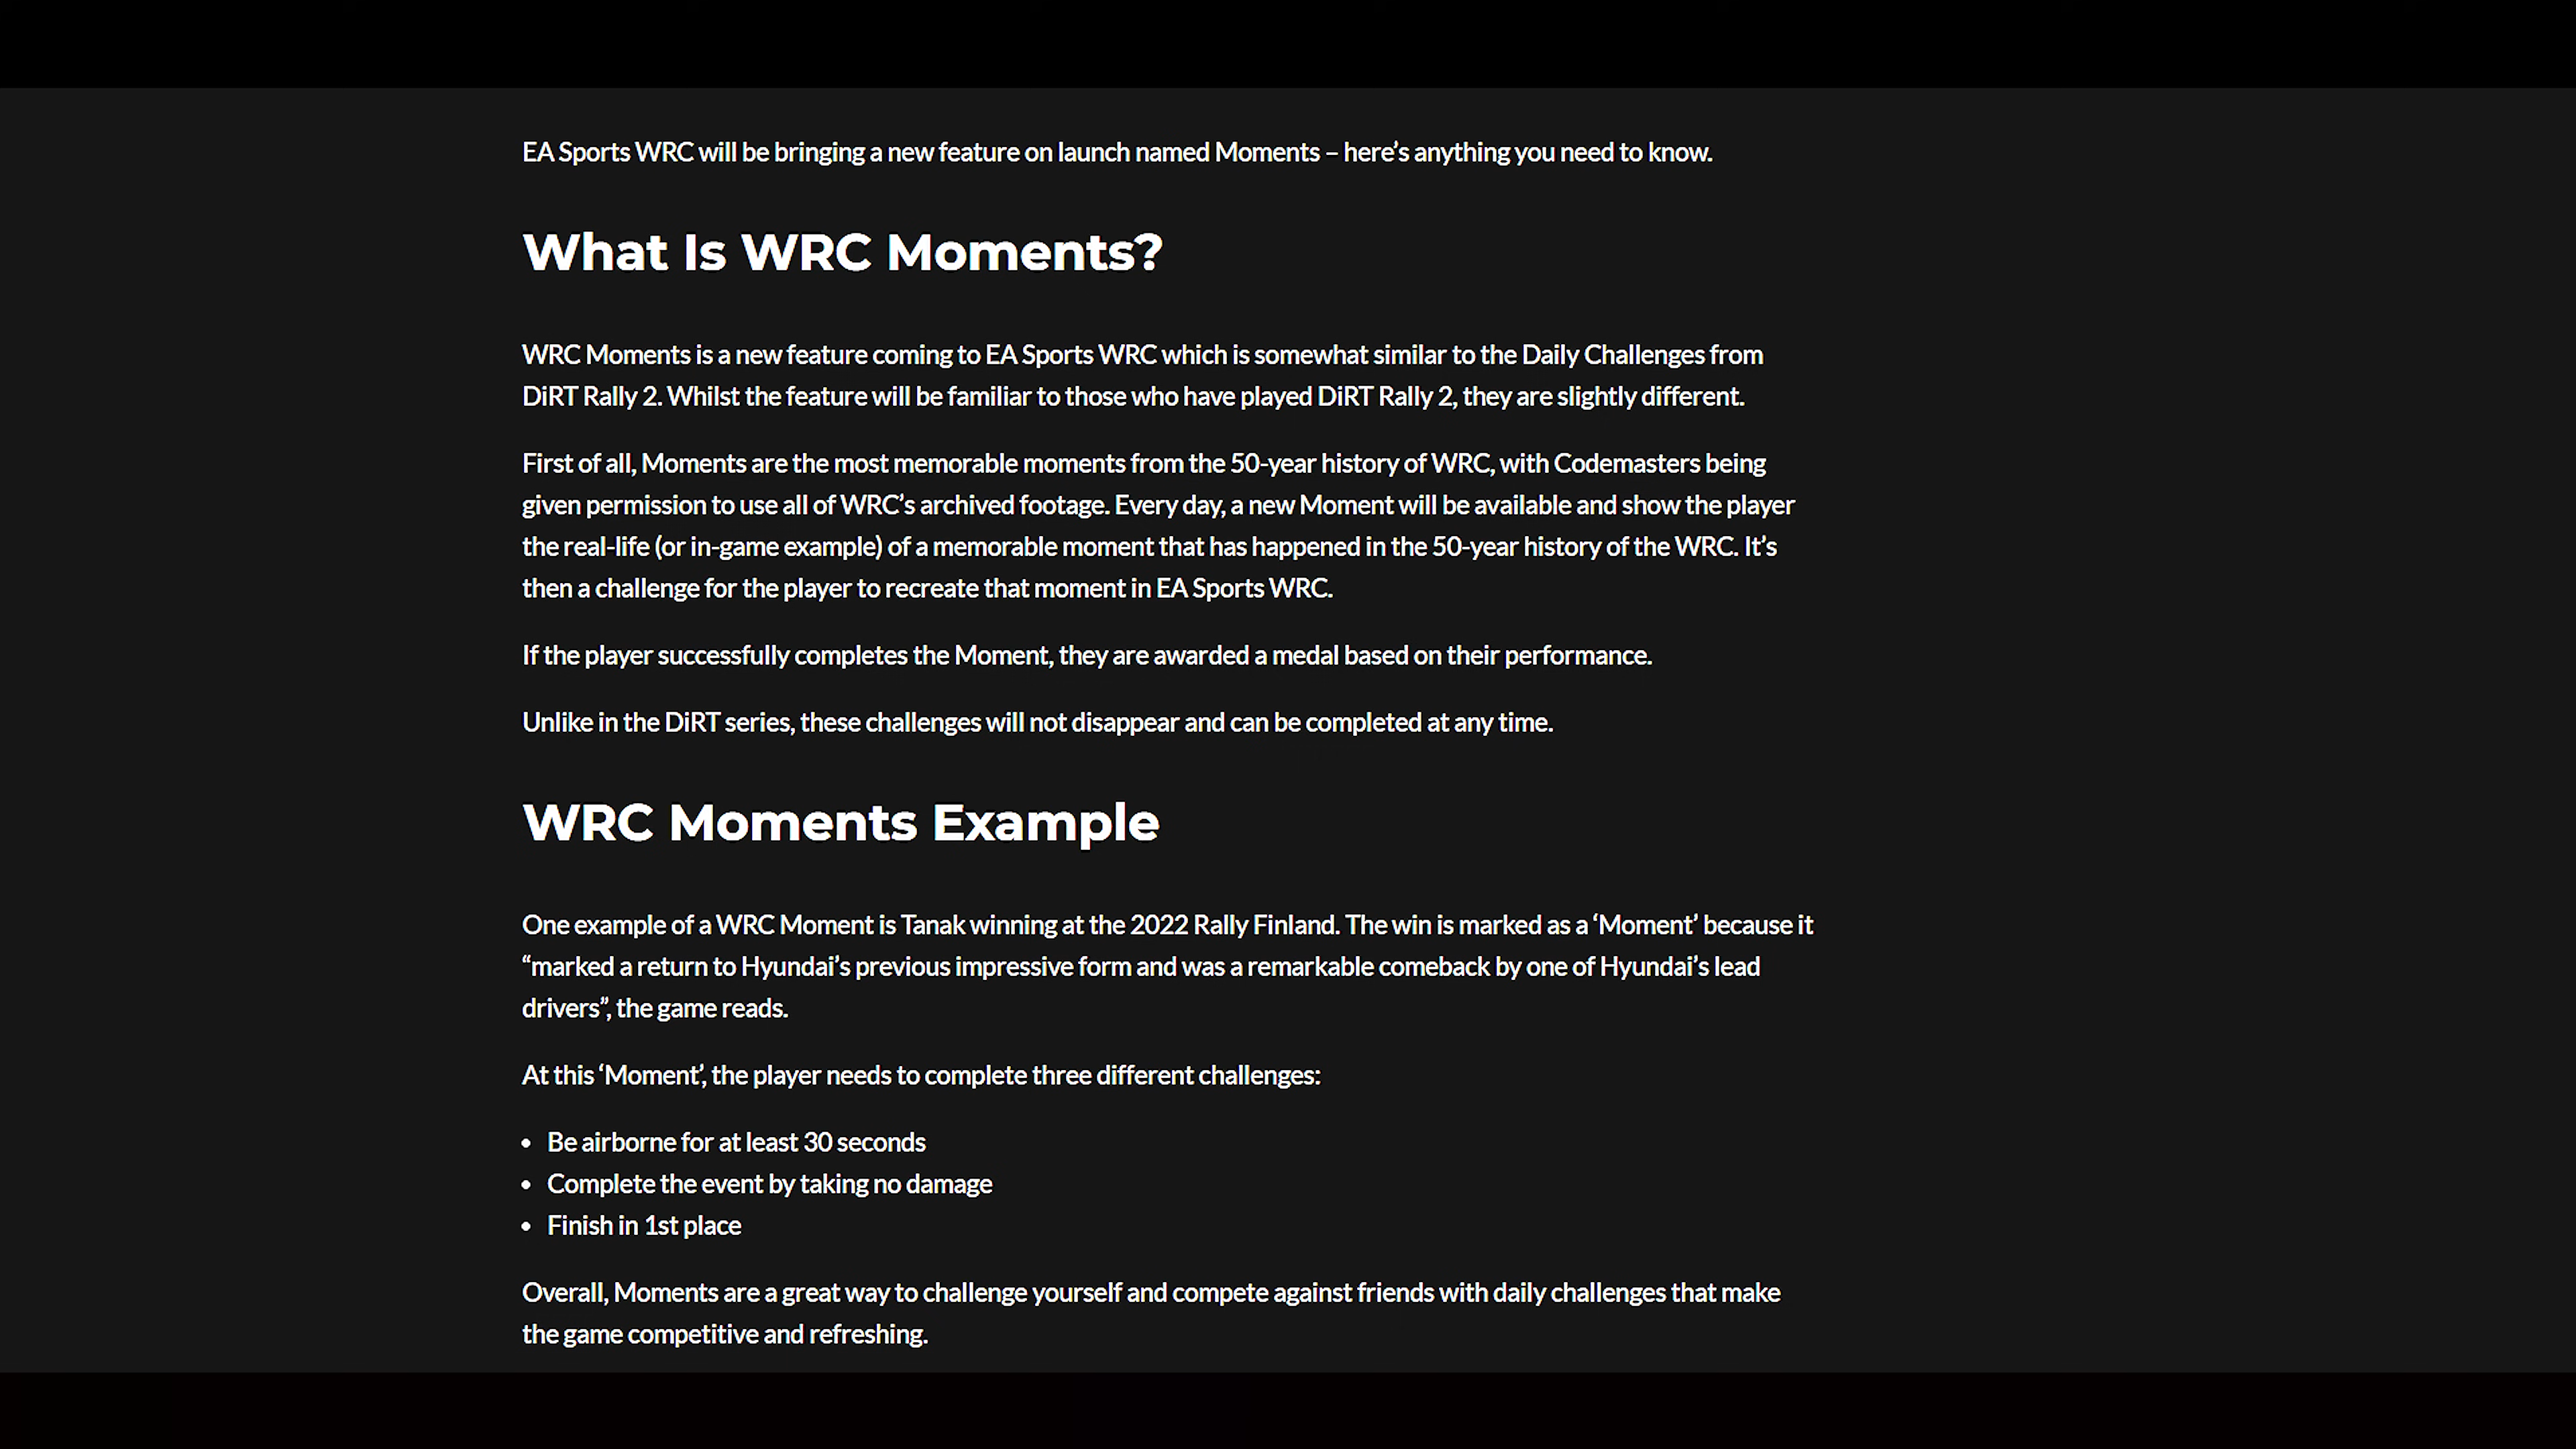 EA Sports WRC will be bringing a new feature on launch named Moments – here’s anything you need to know.
What Is WRC Moments?
WRC Moments is a new feature coming to EA Sports WRC which is somewhat similar to the Daily Challenges from
DiRT Rally 2. Whilst the feature will be familiar to those who have played DiRT Rally 2, they are slightly different.
First of all, Moments are the most memorable moments from the 50-year history of WRC, with Codemasters being
given permission to use all of WRC’s archived footage. Every day, a new Moment will be available and show the player
the real-life (or in-game example) of a memorable moment that has happened in the 50-year history of the WRC. It’s
then a challenge for the player to recreate that moment in EA Sports WRC.
If the player successfully completes the Moment, they are awarded a medal based on their performance.
Unlike in the DiRT series, these challenges will not disappear and can be completed at any time.
WRC Moments Example
One example of a WRC Moment is Tanak winning at the 2022 Rally Finland. The win is marked as a ‘Moment’ because it
“marked a return to Hyundai’s previous impressive form and was a remarkable comeback by one of Hyundai’s lead
drivers”, the game reads.
At this ‘Moment’, the player needs to complete three different challenges:
• Be airborne for at least 30 seconds
• Complete the event by taking no damage
• Finish in 1st place
Overall, Moments are a great way to challenge yourself and compete against friends with daily challenges that make
the game competitive and refreshing.